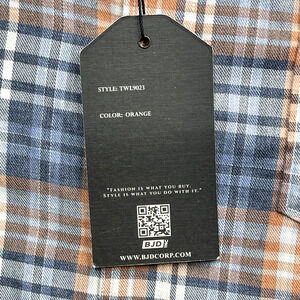 STYLE: TWL9023
COLOR: ORANGE
"FASHION IS WHAT YOU BUY,
STYLE IS WHAT YOU DO WITH IT."
BJD
WWW.BJDCORP.COM